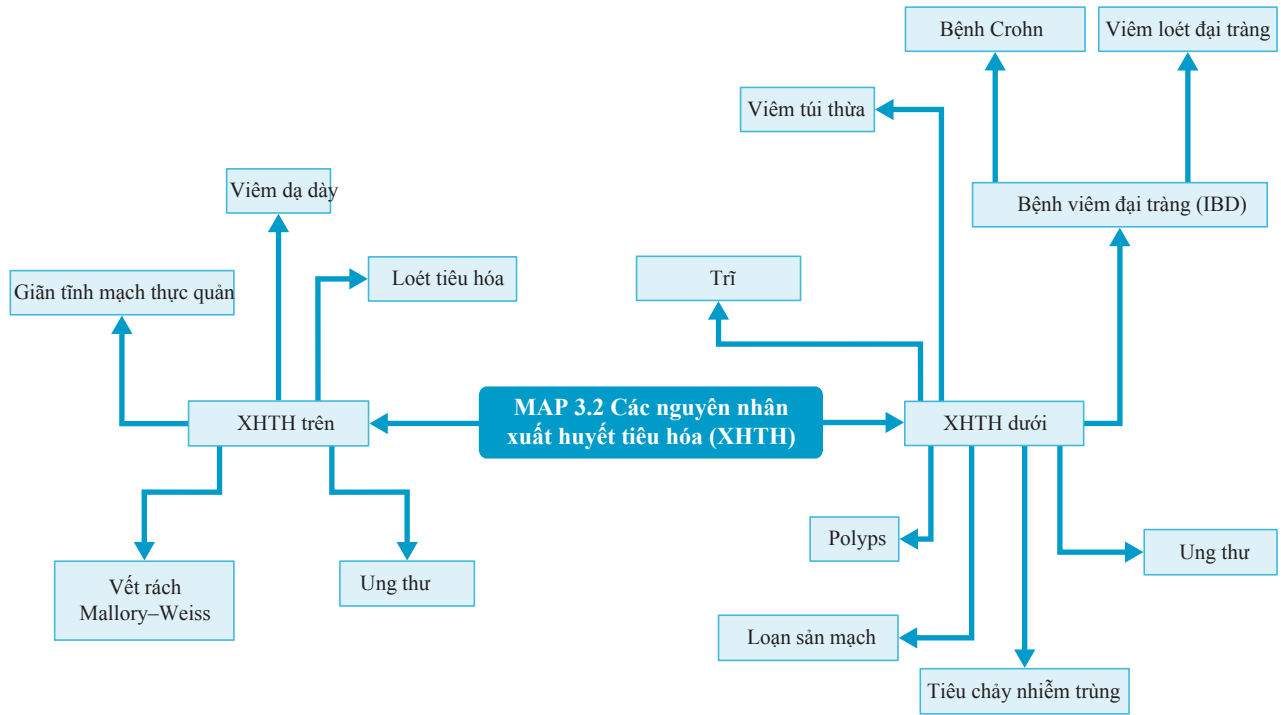 Bệnh Crohn
Viêm loét đại tràng
Viêm túi thừa
Viêm dạ dày
Bệnh viêm đại tràng (IBD)
Giãn tĩnh mạch thực quản
Loét tiêu hóa
Trĩ
XHTH trên
MAP 3.2 Các nguyên nhân
xuất huyết tiêu hóa (XHTH)
XHTH dưới
Polyps
Ung thư
Vết rách
Mallory–Weiss
Ung thư
Loạn sản mạch
Tiêu chảy nhiễm trùng